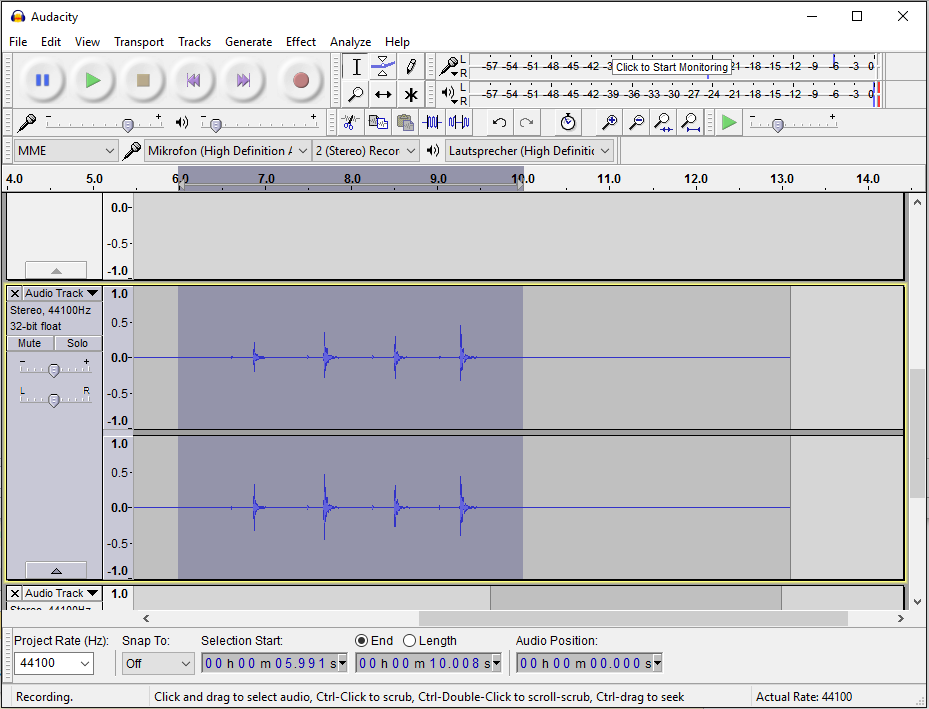 Audacity
File Edit View Transport Tracks Generate Effect Analyze Help
L
R
-57 -54 -51 -48 -45 -42 -3 Click to Start Monitoring 21 -18 -15 -12 -9 -6 -3 0
L
R
-57 -54 -51 -48 -45 -42 -39 -36 -33 -30 -27 -24 -21 -18 -15 -12 -9 -6 -3 0
- +
- +
- +
MME Mikrofon (High Definition A 2 (Stereo) Recor Lautsprecher (High Definitic
4.0 5.0 6.0 7.0 8.0 9.0 10.0 11.0 12.0 13.0 14.0
0.0-
-0.5-
-1.0
X Audio Track 1.0
Stereo, 44100Hz
32-bit float
0.5-
Mute Solo
- +
0.0-
L R
-0.5-
-1.0
1.0
0.5-
0.0-
-0.5-
-1.0
X Audio Track 1.0
Stereo, 44100Hz
Project Rate (Hz): Snap To: Selection Start: End Length Audio Position:
44100 Off 00 h 00 m 05.991 s 00 h 00 m 10.008 s 00 h 00 m 00.000 s
Recording. Click and drag to select audio, Ctrl-Click to scrub, Ctrl-Double-Click to scroll-scrub, Ctrl-drag to seek Actual Rate: 44100